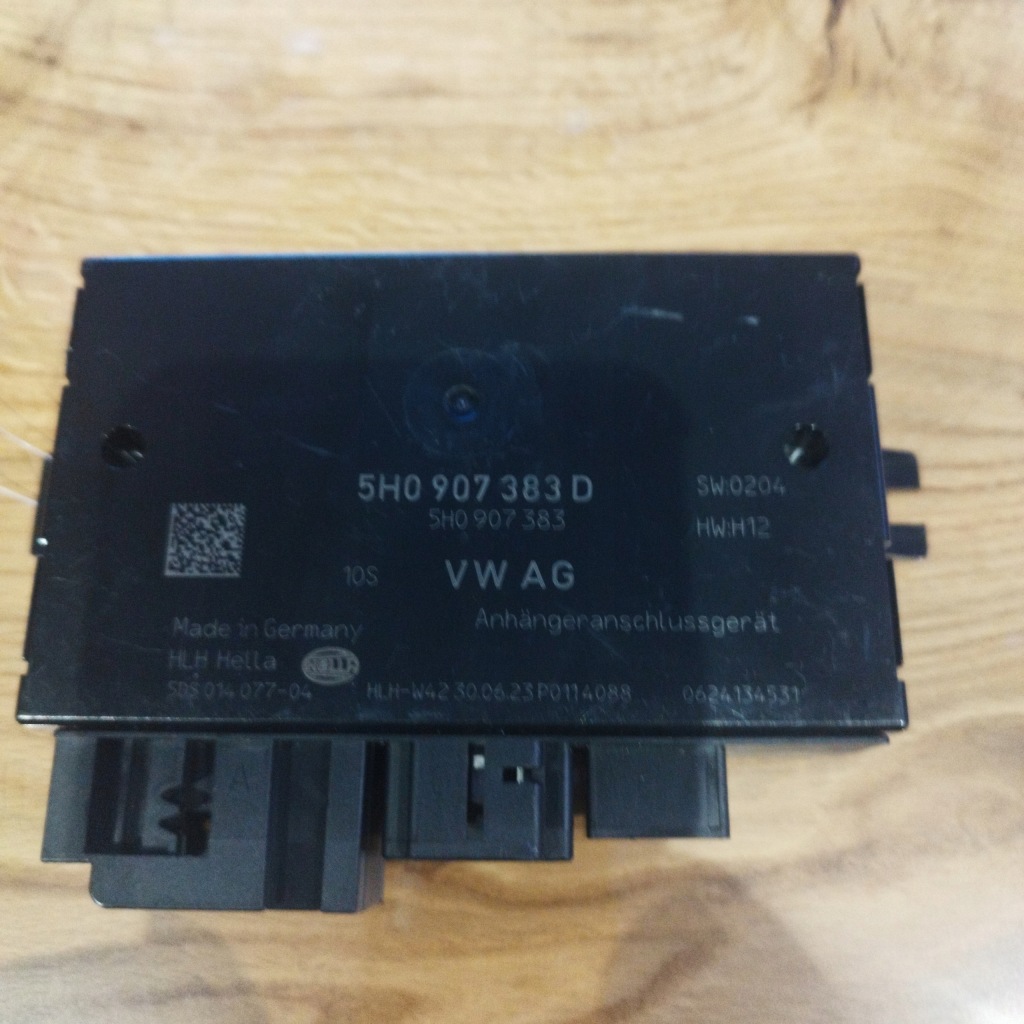 5H0 907 383 D
SW:0204
5H0 907 383
HW:H12
10S
VW AG
Anhängeranschlussgerät
Made in Germany
HLH Hella
HELLA
5DS 014 077-04
HLH-W42 30.06.23 P0114088
0624134531
A